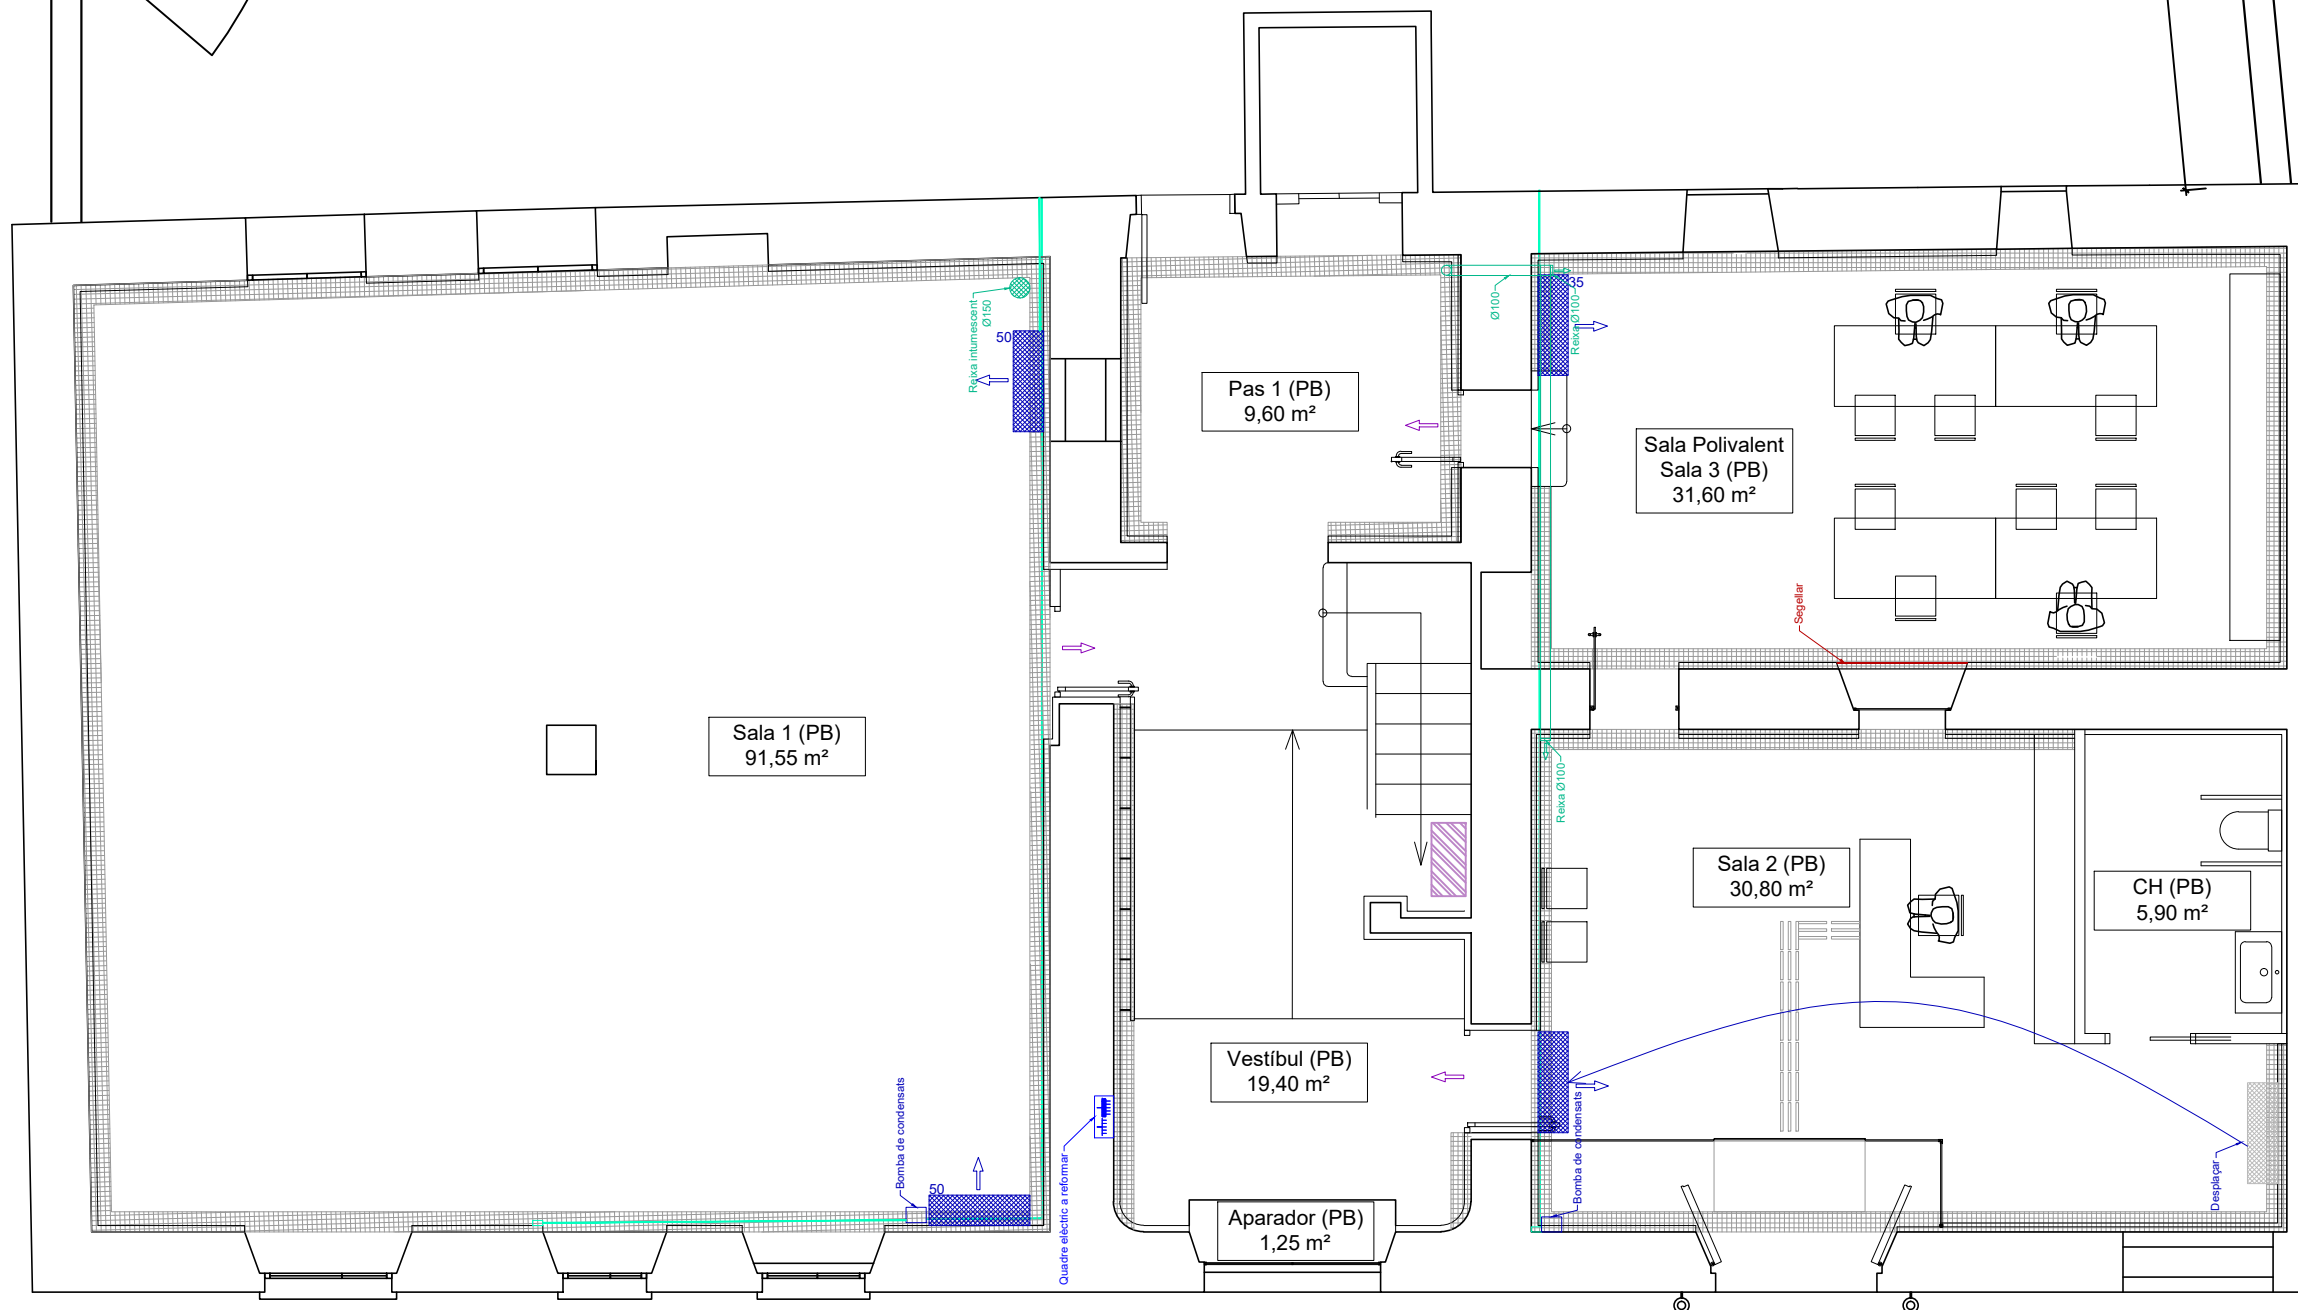 Reixa intumescent
Ø150
50
Ø100
35
Reixa Ø100
Pas 1 (PB)
9,60 m²
Sala Polivalent
Sala 3 (PB)
31,60 m²
Segellar
Sala 1 (PB)
91,55 m²
Reixa Ø100
Sala 2 (PB)
30,80 m²
CH (PB)
5,90 m²
Vestíbul (PB)
19,40 m²
Bomba de condensats
50
Quadre elèctric a reformar
Bomba de condensats
Desplaçar
Aparador (PB)
1,25 m²